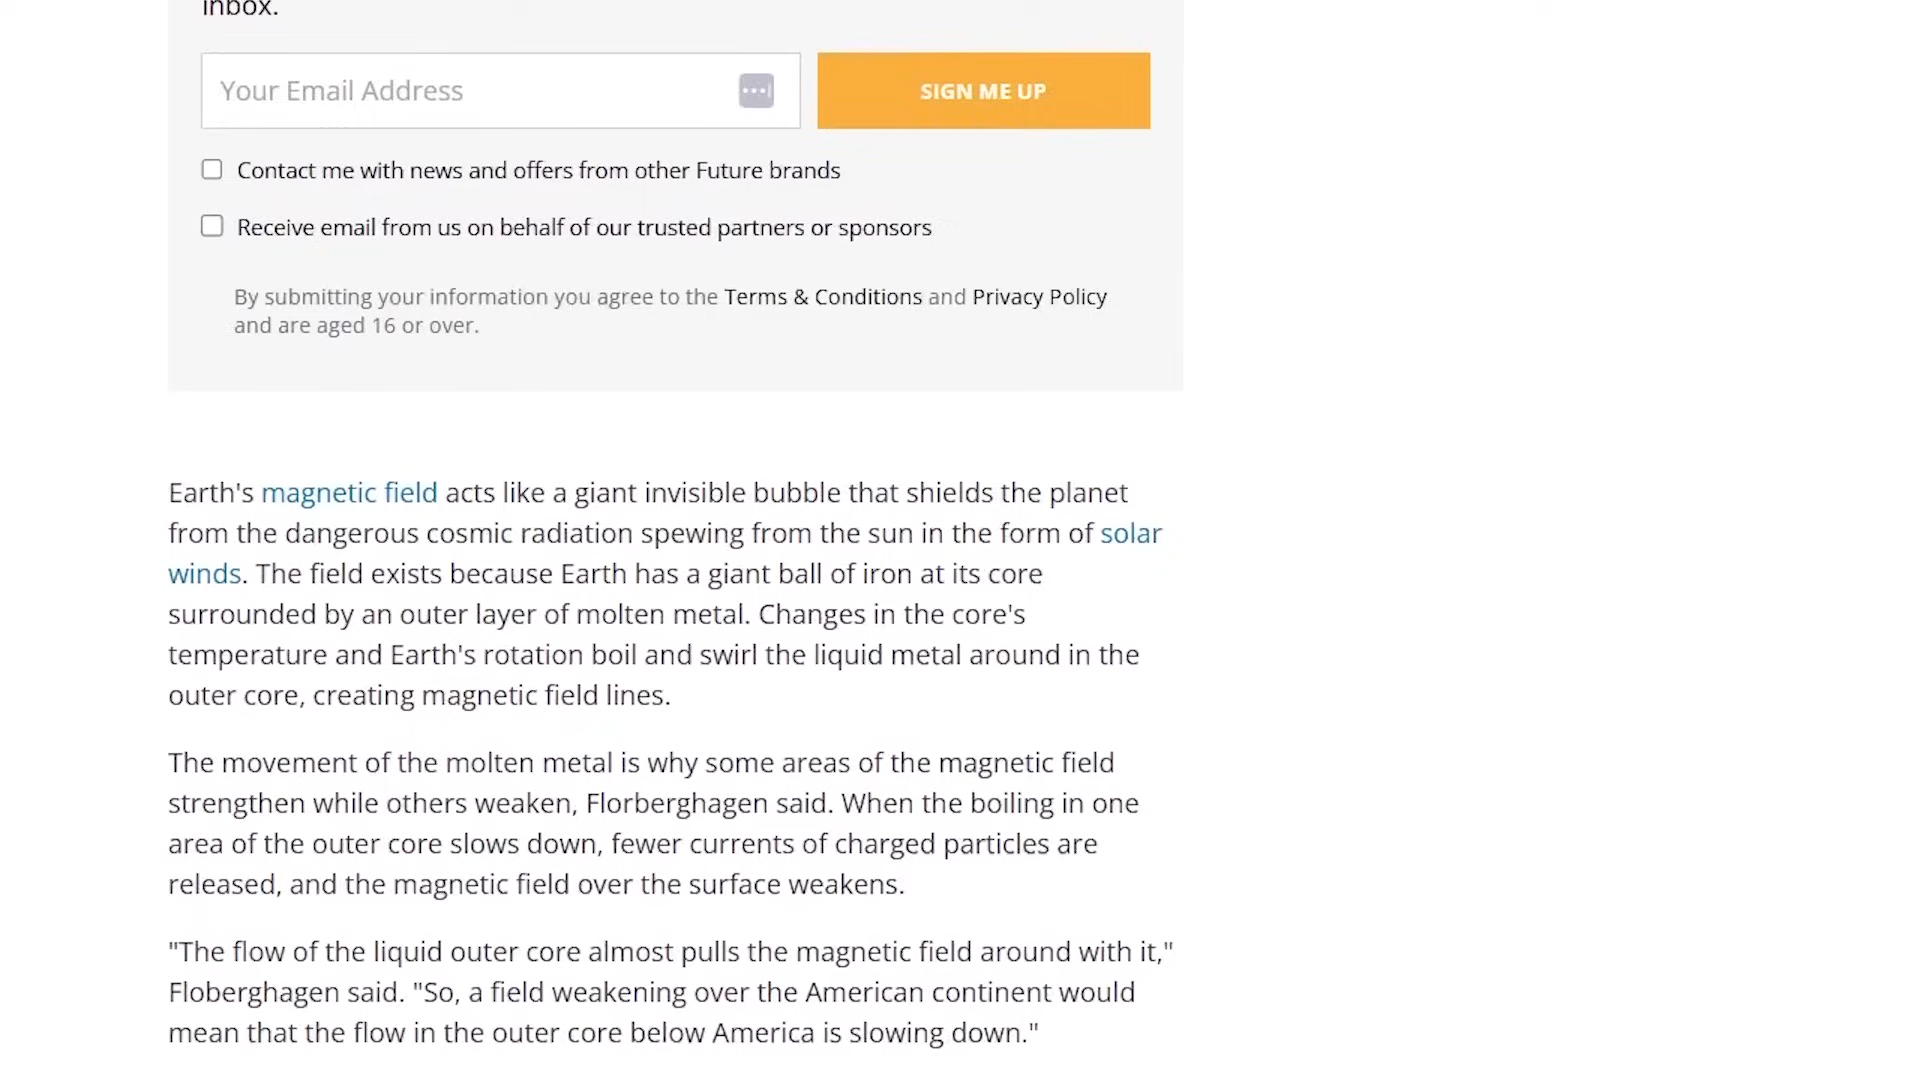 inbox.
Your Email Address
SIGN ME UP
Contact me with news and offers from other Future brands
Receive email from us on behalf of our trusted partners or sponsors
By submitting your information you agree to the Terms & Conditions and Privacy Policy
and are aged 16 or over.
Earth's magnetic field acts like a giant invisible bubble that shields the planet
from the dangerous cosmic radiation spewing from the sun in the form of solar
winds. The field exists because Earth has a giant ball of iron at its core
surrounded by an outer layer of molten metal. Changes in the core's
temperature and Earth's rotation boil and swirl the liquid metal around in the
outer core, creating magnetic field lines.
The movement of the molten metal is why some areas of the magnetic field
strengthen while others weaken, Florberghagen said. When the boiling in one
area of the outer core slows down, fewer currents of charged particles are
released, and the magnetic field over the surface weakens.
"The flow of the liquid outer core almost pulls the magnetic field around with it,"
Floberghagen said. "So, a field weakening over the American continent would
mean that the flow in the outer core below America is slowing down."